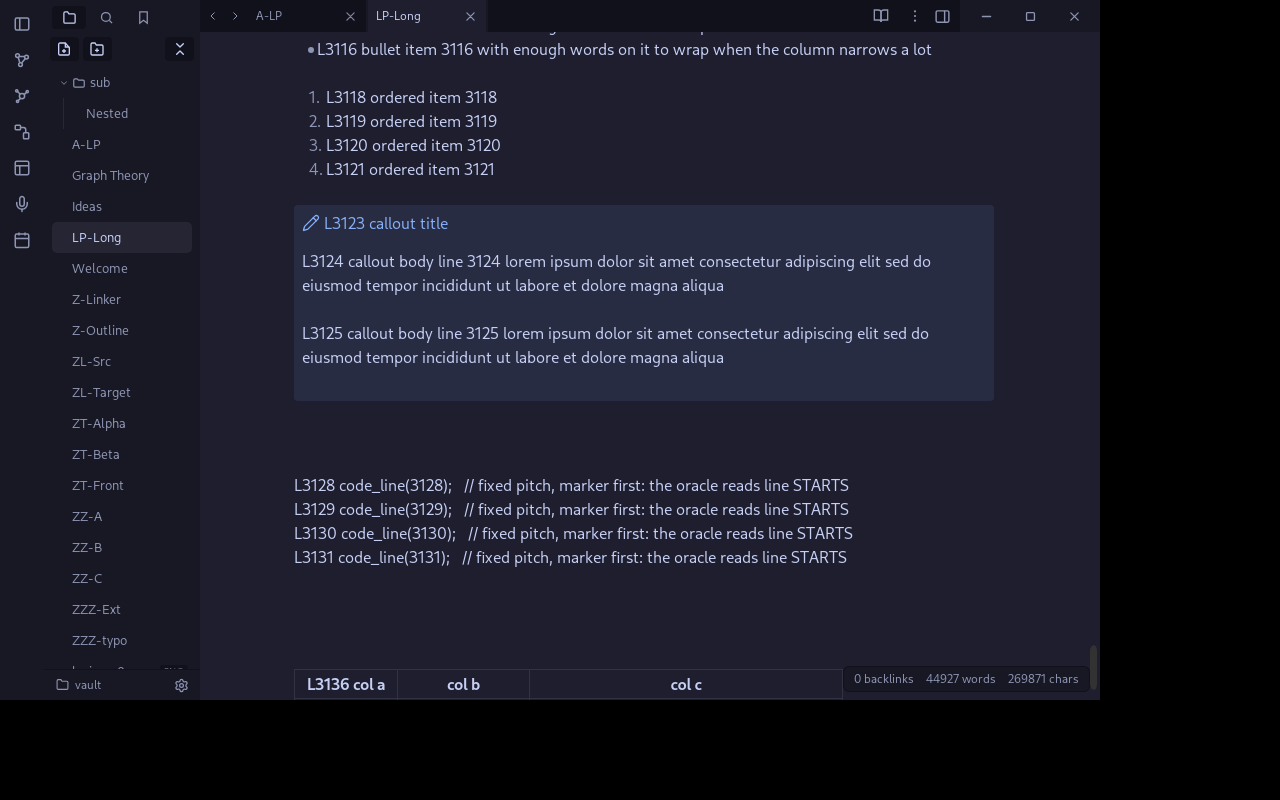 A-LP
LP-Long
sub
Nested
A-LP
Graph Theory
Ideas
LP-Long
Welcome
Z-Linker
Z-Outline
ZL-Src
ZL-Target
ZT-Alpha
ZT-Beta
ZT-Front
ZZ-A
ZZ-B
ZZ-C
ZZZ-Ext
ZZZ-typo
vault
L3116 bullet item 3116 with enough words on it to wrap when the column narrows a lot
1. L3118 ordered item 3118
2. L3119 ordered item 3119
3. L3120 ordered item 3120
4. L3121 ordered item 3121
L3123 callout title
L3124 callout body line 3124 lorem ipsum dolor sit amet consectetur adipiscing elit sed do
eiusmod tempor incididunt ut labore et dolore magna aliqua
L3125 callout body line 3125 lorem ipsum dolor sit amet consectetur adipiscing elit sed do
eiusmod tempor incididunt ut labore et dolore magna aliqua
L3128 code_line(3128);   // fixed pitch, marker first: the oracle reads line STARTS
L3129 code_line(3129);   // fixed pitch, marker first: the oracle reads line STARTS
L3130 code_line(3130);   // fixed pitch, marker first: the oracle reads line STARTS
L3131 code_line(3131);   // fixed pitch, marker first: the oracle reads line STARTS
L3136 col a col b col c
0 backlinks 44927 words 269871 chars